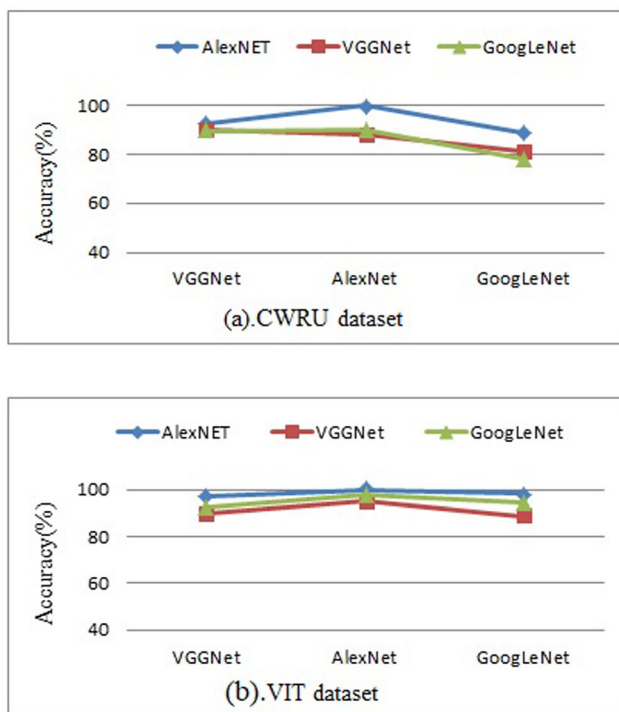 AlexNET VGGNet GoogLeNet
Accuracy(%)
100
80
60
40
VGGNet AlexNet GoogLeNet
(a).CWRU dataset
AlexNET VGGNet GoogLeNet
Accuracy(%)
100
80
60
40
VGGNet AlexNet GoogLeNet
(b).VIT dataset